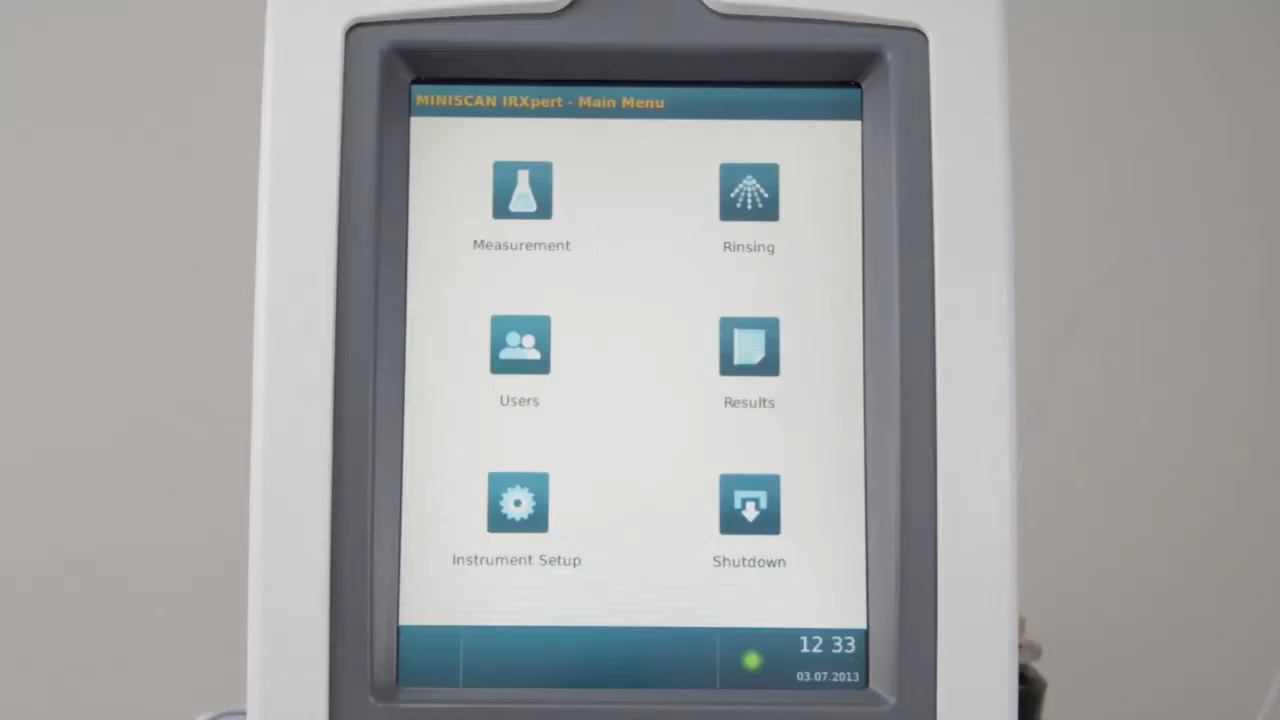 MINISCAN IRXpert - Main Menu
Measurement
Rinsing
Users
Results
Instrument Setup
Shutdown
12 33
03.07.2013